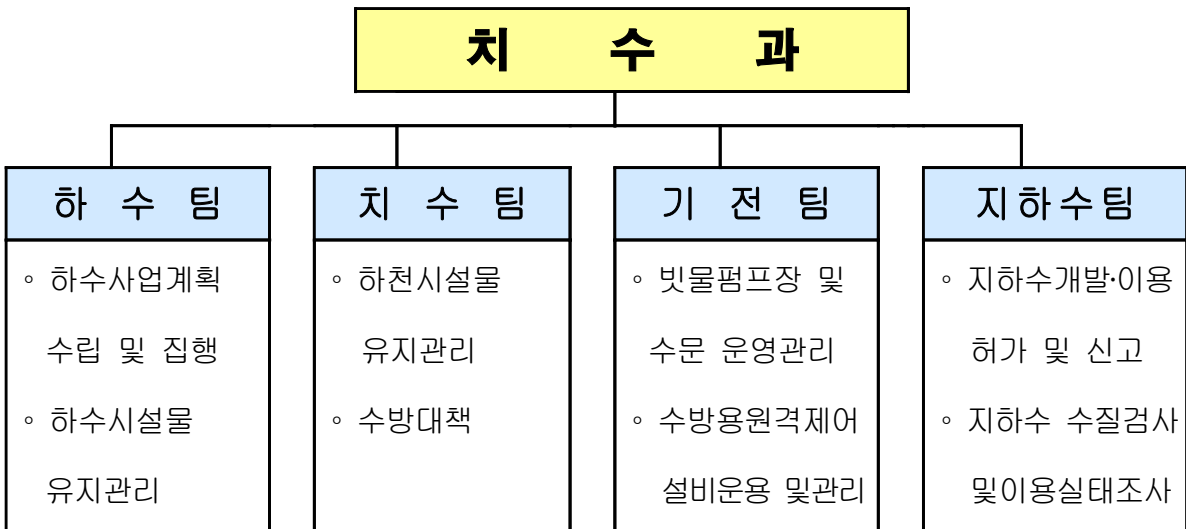 치 수 과
하 수 팀
◦ 하수사업계획
수립 및 집행
◦ 하수시설물
유지관리
치 수 팀
◦ 하천시설물
유지관리
◦ 수방대책
기 전 팀
◦ 빗물펌프장 및
수문 운영관리
◦ 수방용원격제어
설비운용 및관리
지하수팀
◦ 지하수개발·이용
허가 및 신고
◦ 지하수 수질검사
및이용실태조사